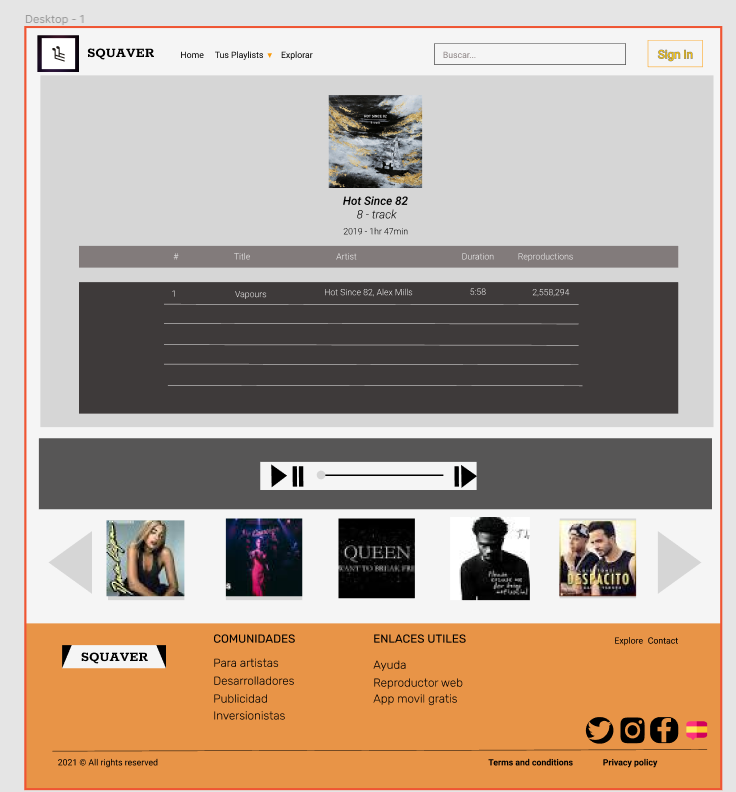 Desktop - 1
SQUAVER
Home
Tus Playlists
Explorar
Buscar...
Sign In
HOT SINCE 82
8 - track
Hot Since 82
8 - track
2019 - 1hr 47min
# Title Artist Duration Reproductions
1 Vapours Hot Since 82, Alex Mills 5:58 2,558,294
QUEEN
WANT TO BREAK FRE
DESPACITO
SQUAVER
COMUNIDADES
Para artistas
Desarrolladores
Publicidad
Inversionistas
ENLACES UTILES
Ayuda
Reproductor web
App movil gratis
Explore Contact
2021 © All rights reserved
Terms and conditions
Privacy policy